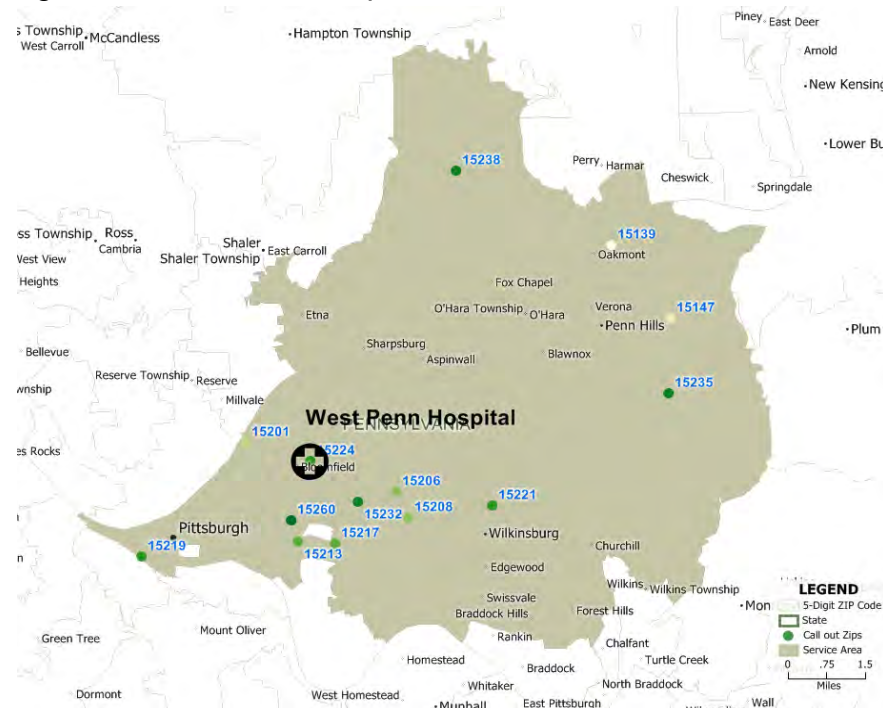 s Township
McCandless
West Carroll
Hampton Township
Piney
East Deer
Arnold
New Kensing
Lower Bu
15238
Perry
Harmar
Cheswick
Springdale
ss Township
Ross
Cambria
West View
Heights
Shaler
East Carroll
Shaler Township
15139
Oakmont
Fox Chapel
Etna
O'Hara Township
O'Hara
Verona
15147
Penn Hills
Plum
Sharpsburg
Aspinwall
Blawnox
Bellevue
Reserve Township
Reserve
wnship
Millvale
15235
West Penn Hospital
PENNSYLVANIA
15201
es Rocks
15224
Bloomfield
15206
15221
15260
15232
15208
Pittsburgh
15217
Wilkinsburg
15219
15213
Churchill
n
Edgewood
Wilkins
Wilkins Township
Swissvale
Braddock Hills
Forest Hills
Mon
Green Tree
Mount Oliver
Rankin
Chalfant
Homestead
Braddock
Turtle Creek
Dormont
West Homestead
Whitaker
North Braddock
Munhall
East Pittsburgh
Wall
LEGEND
5-Digit ZIP Code
State
Call out Zips
Service Area
0 .75 1.5
Miles